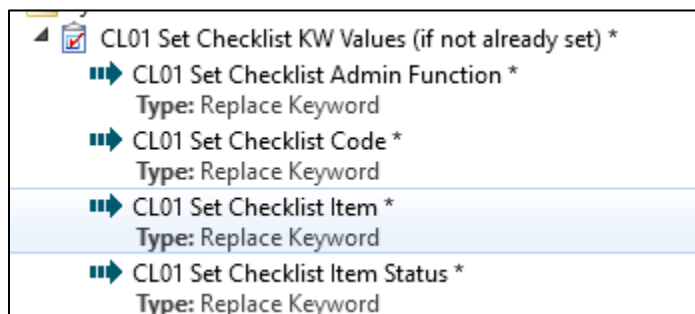 CL01 Set Checklist KW Values (if not already set) *
CL01 Set Checklist Admin Function *
Type: Replace Keyword
CL01 Set Checklist Code *
Type: Replace Keyword
CL01 Set Checklist Item *
Type: Replace Keyword
CL01 Set Checklist Item Status *
Type: Replace Keyword